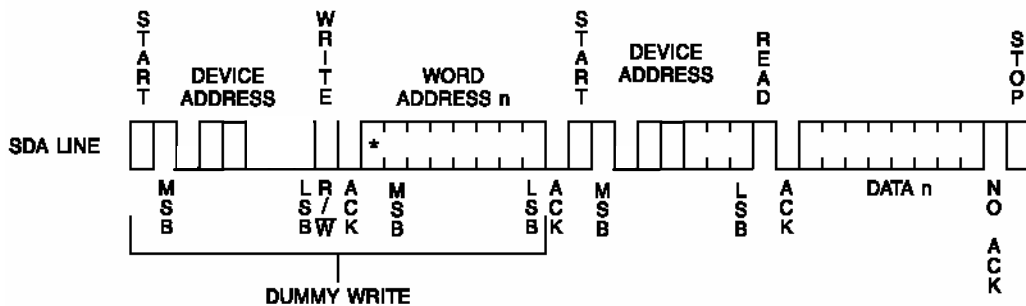 START
WRITE
START
READ
STOP
DEVICE
ADDRESS
WORD
ADDRESS n
DEVICE
ADDRESS
SDA LINE
*
MSB
LSB
R/W
ACK
MSB
LSB
ACK
MSB
LSB
ACK
DATA n
NO ACK
DUMMY WRITE